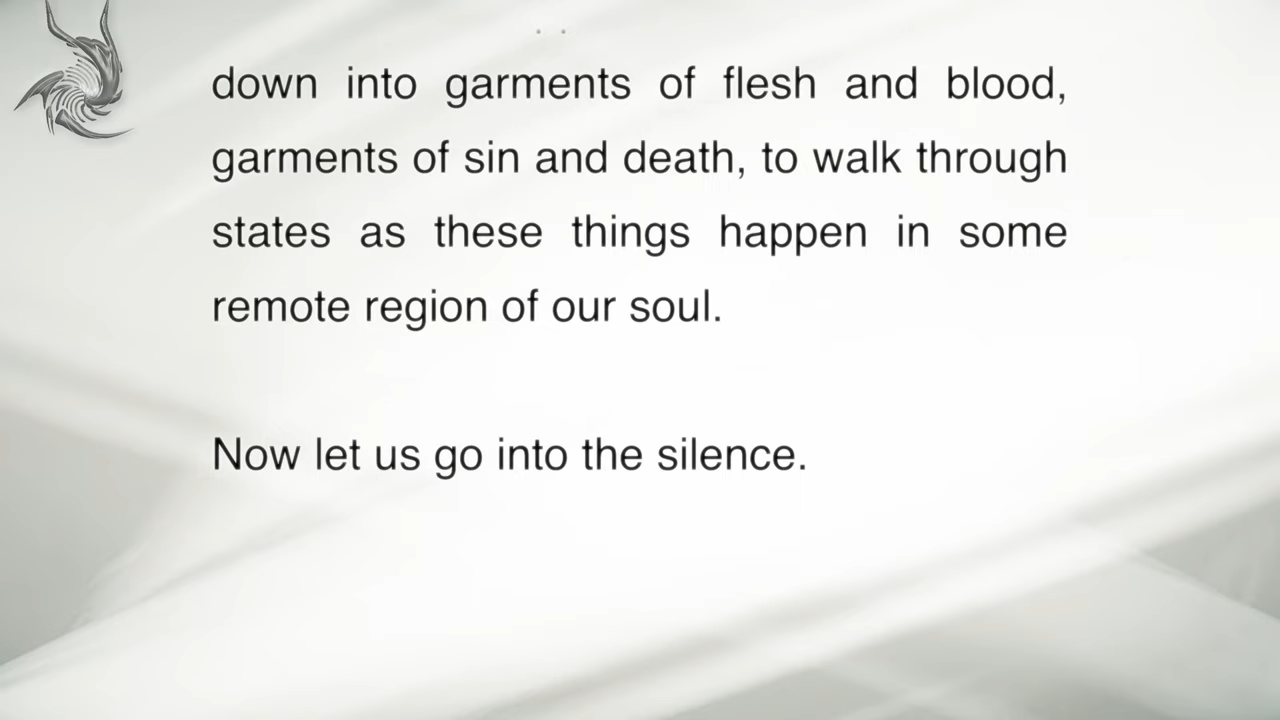 down into garments of flesh and blood,
garments of sin and death, to walk through
states as these things happen in some
remote region of our soul.
Now let us go into the silence.